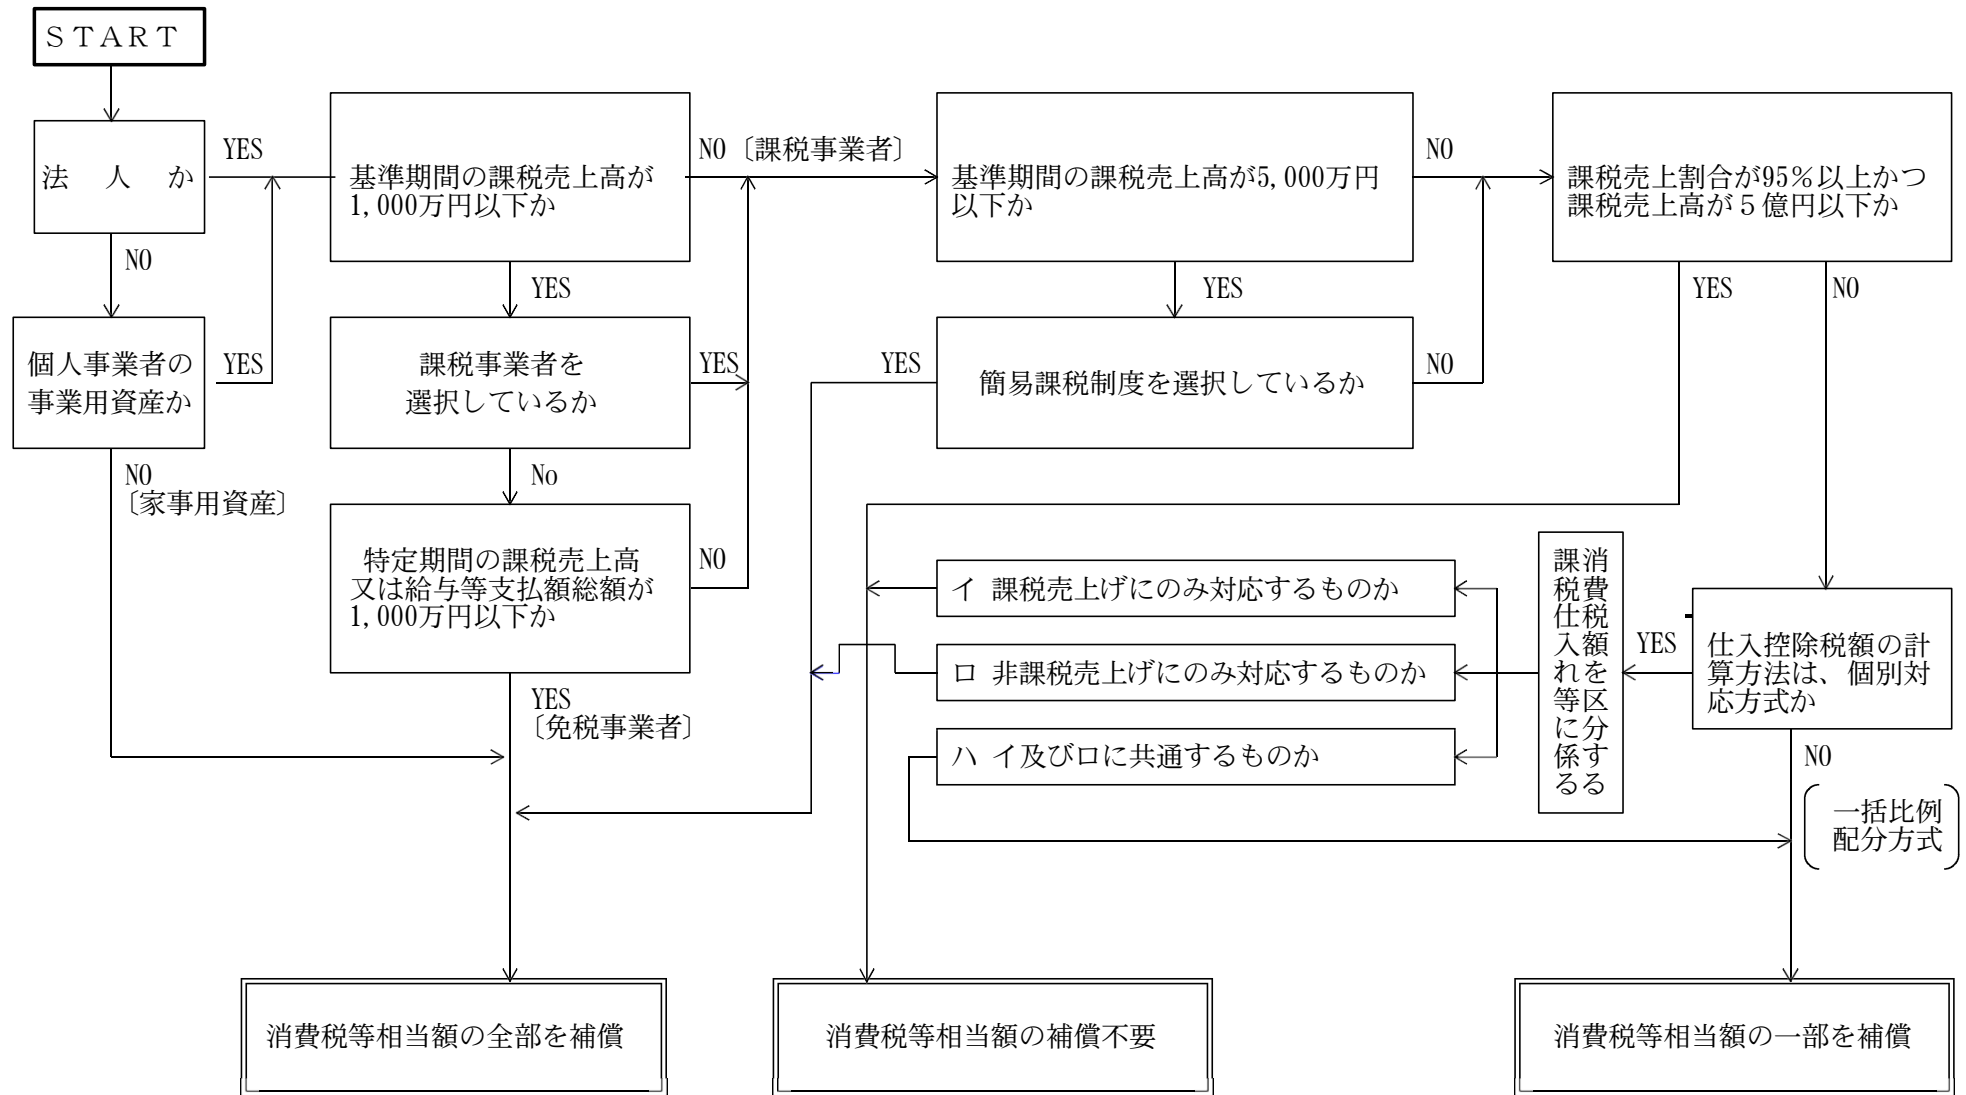 ＳＴＡＲＴ
法　人　か
YES
NO
個人事業者の
事業用資産か
YES
NO
〔家事用資産〕
基準期間の課税売上高が
1,000万円以下か
NO〔課税事業者〕
YES
課税事業者を
選択しているか
YES
No
特定期間の課税売上高
又は給与等支払額総額が
1,000万円以下か
NO
YES
〔免税事業者〕
基準期間の課税売上高が5,000万円
以下か
NO
YES
簡易課税制度を選択しているか
YES
NO
課税売上割合が95％以上かつ
課税売上高が５億円以下か
YES
NO
仕入控除税額の計
算方法は、個別対
応方式か
YES
NO
一括比例
配分方式
課税仕入れ等に係る
消費税額を区分する
イ 課税売上げにのみ対応するものか
ロ 非課税売上げにのみ対応するものか
ハ イ及びロに共通するものか
消費税等相当額の全部を補償
消費税等相当額の補償不要
消費税等相当額の一部を補償